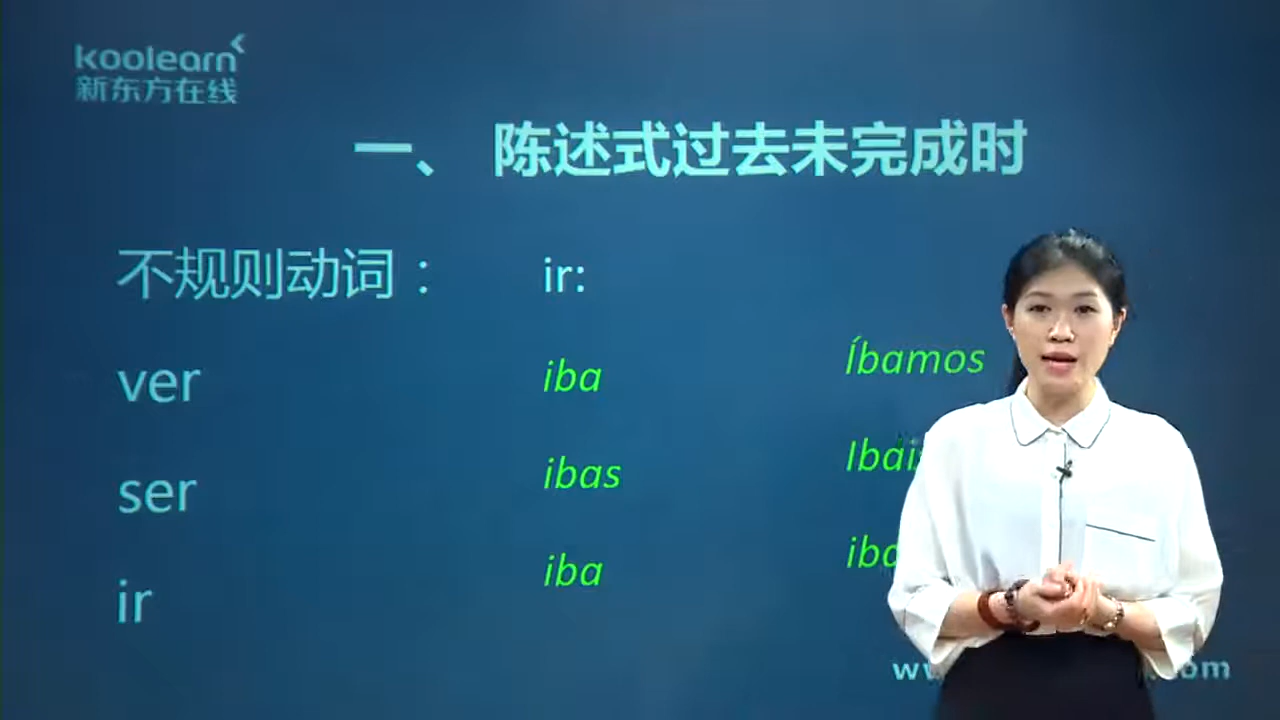 koolearn
新东方在线
一、 陈述式过去未完成时
不规则动词：
ir:
ver
iba
Íbamos
ser
ibas
ir
iba